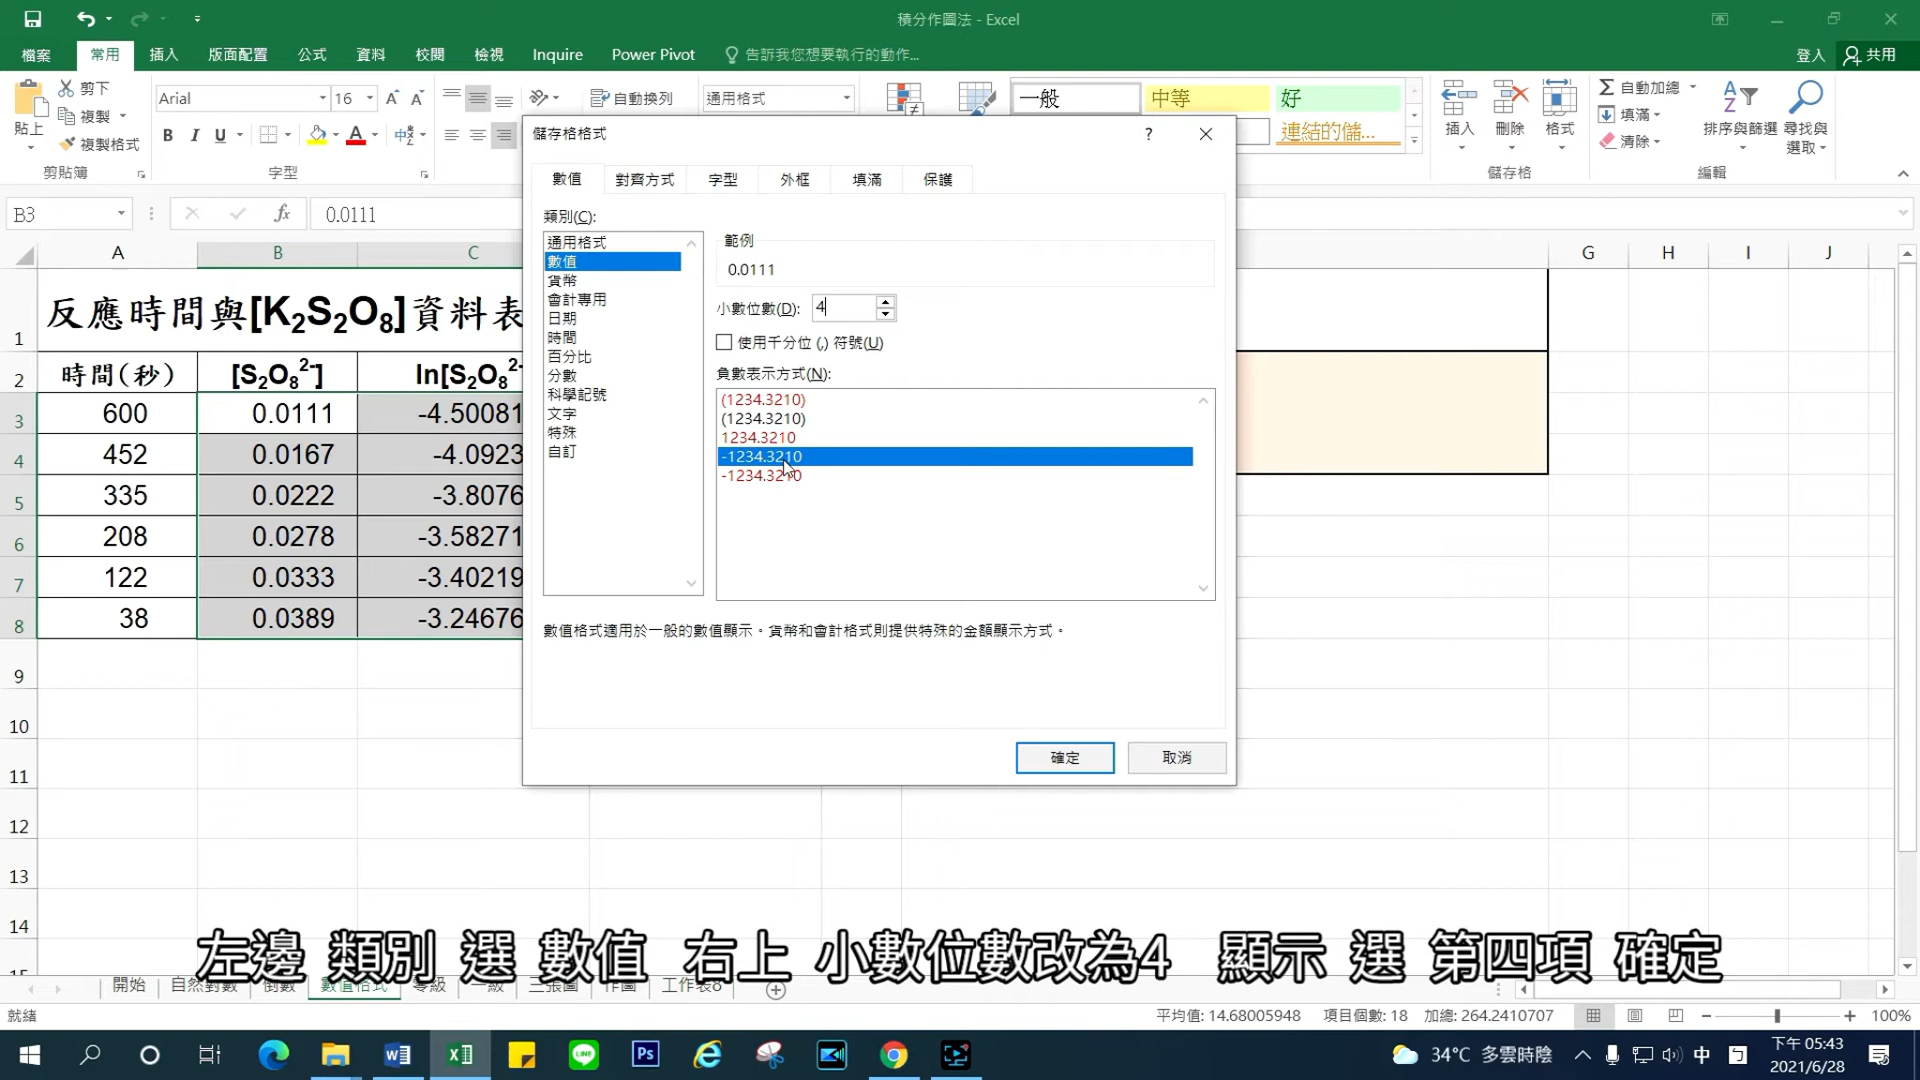 積分作圖法 - Excel
檔案 常用 插入 版面配置 公式 資料 校閱 檢視 Inquire Power Pivot 告訴我您想要執行的動作... 登入 共用
貼上 剪下 複製 複製格式 剪貼簿
Arial 16 B I U 字型
自動換列 通用格式
一般 中等 好 連結的儲...
插入 刪除 格式 儲存格
自動加總 填滿 清除 排序與篩選 尋找與選取 編輯
B3 fx 0.0111
A B C G H I J
1 反應時間與[K₂S₂O₈]資料表
2 時間(秒) [S₂O₈²⁻] ln[S₂O₈²⁻
3 600 0.0111 -4.50081
4 452 0.0167 -4.0923
5 335 0.0222 -3.8076
6 208 0.0278 -3.58271
7 122 0.0333 -3.40219
8 38 0.0389 -3.24676
9
10
11
12
13
14
15
儲存格格式 ?
數值 對齊方式 字型 外框 填滿 保護
類別(C):
通用格式
數值
貨幣
會計專用
日期
時間
百分比
分數
科學記號
文字
特殊
自訂
範例
0.0111
小數位數(D): 4
使用千分位 (,) 符號(U)
負數表示方式(N):
(1234.3210)
(1234.3210)
1234.3210
-1234.3210
-1234.3210
數值格式適用於一般的數值顯示。貨幣和會計格式則提供特殊的金額顯示方式。
確定 取消
左邊 類別 選 數值 右上 小數位數改為4 顯示 選 第四項 確定
開始 自然對數 倒數 數值格式 零級 一級 三張圖 作圖 工作表8
就緒 平均值: 14.68005948 項目個數: 18 加總: 264.2410707 100%
34°C 多雲時陰 中 下午 05:43
2021/6/28